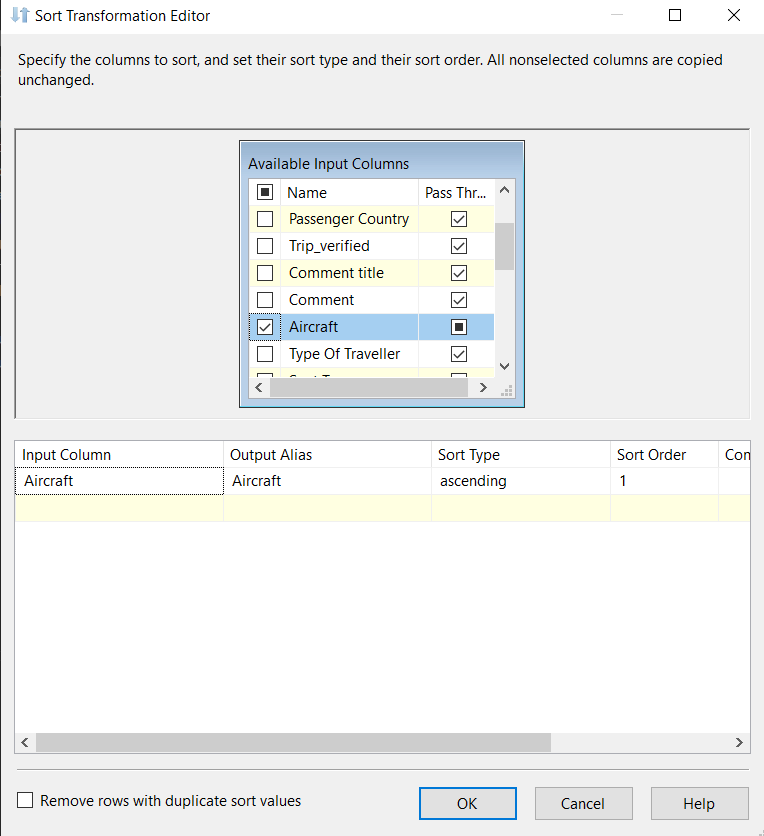 Sort Transformation Editor
Specify the columns to sort, and set their sort type and their sort order. All nonselected columns are copied
unchanged.
Available Input Columns
Name Pass Thr...
Passenger Country
Trip_verified
Comment title
Comment
Aircraft
Type Of Traveller
Input Column Output Alias Sort Type Sort Order
Aircraft Aircraft ascending 1
Remove rows with duplicate sort values
OK Cancel Help